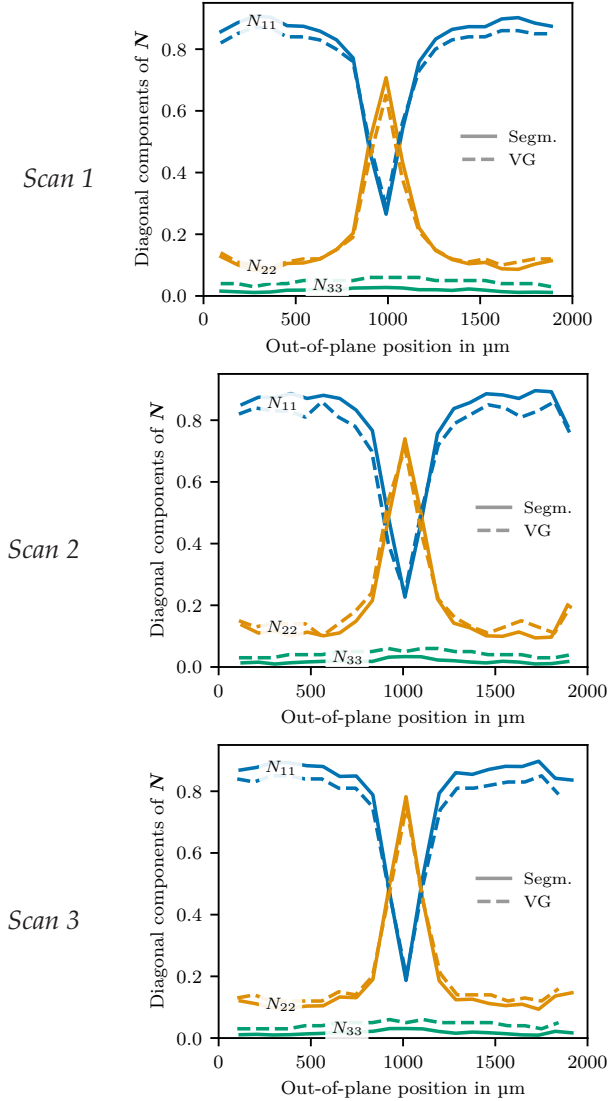 Scan 1
Diagonal components of N
0.8
0.6
0.4
0.2
0.0
N11
N22
N33
Segm.
VG
0
500
1000
1500
2000
Out-of-plane position in µm
Scan 2
Diagonal components of N
0.8
0.6
0.4
0.2
0.0
N11
N22
N33
Segm.
VG
0
500
1000
1500
2000
Out-of-plane position in µm
Scan 3
Diagonal components of N
0.8
0.6
0.4
0.2
0.0
N11
N22
N33
Segm.
VG
0
500
1000
1500
2000
Out-of-plane position in µm